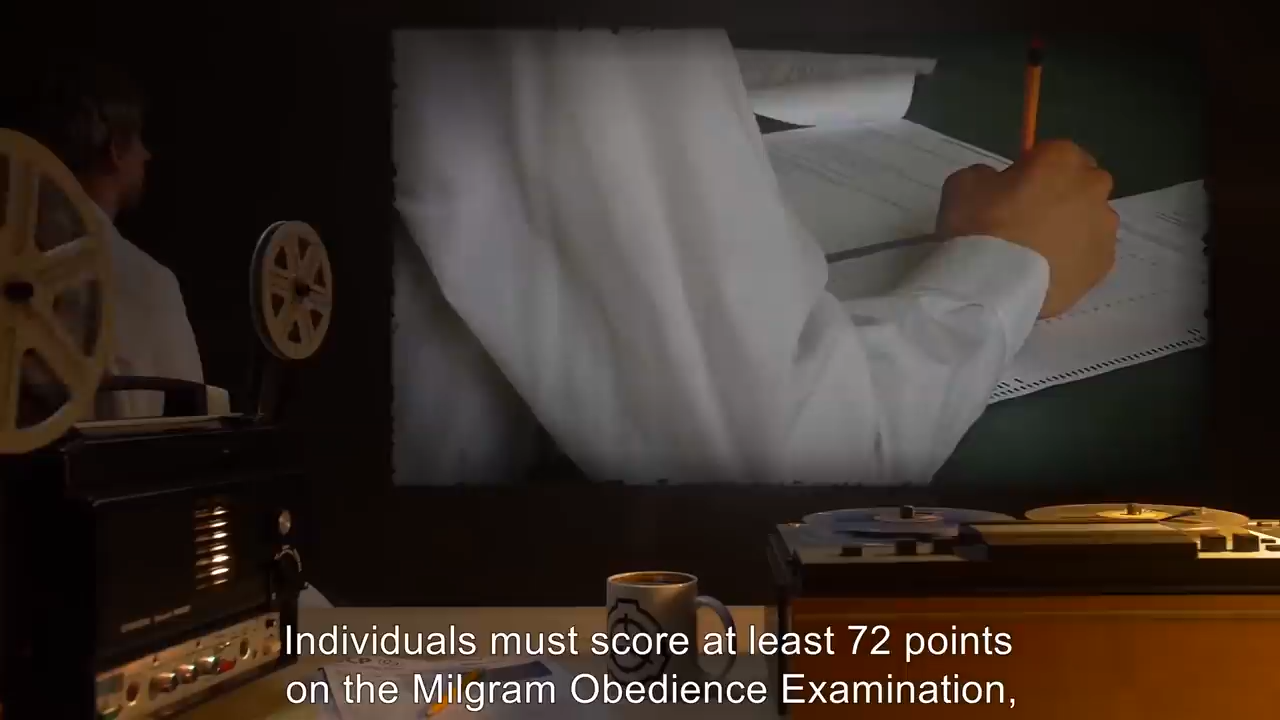 Individuals must score at least 72 points
on the Milgram Obedience Examination,